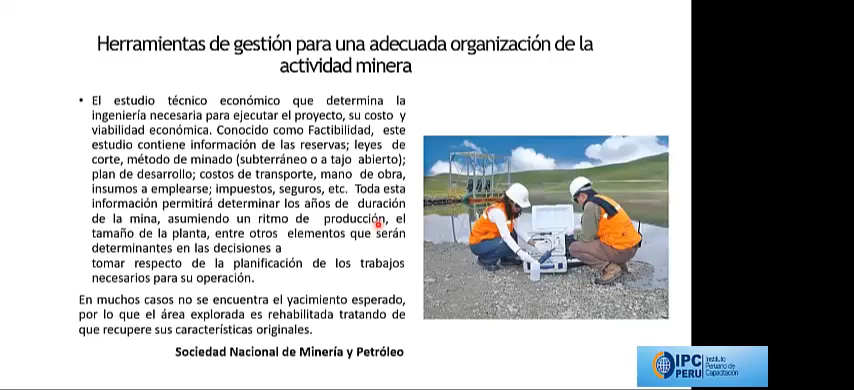 Herramientas de gestión para una adecuada organización de la
actividad minera
• El estudio técnico económico que determina la
ingeniería necesaria para ejecutar el proyecto, su costo y
viabilidad económica. Conocido como Factibilidad, este
estudio contiene información de las reservas; leyes de
corte, método de minado (subterráneo o a tajo abierto);
plan de desarrollo; costos de transporte, mano de obra,
insumos a emplearse; impuestos, seguros, etc. Toda esta
información permitirá determinar los años de duración
de la mina, asumiendo un ritmo de producción, el
tamaño de la planta, entre otros elementos que serán
determinantes en las decisiones a
tomar respecto de la planificación de los trabajos
necesarios para su operación.
En muchos casos no se encuentra el yacimiento esperado,
por lo que el área explorada es rehabilitada tratando de
que recupere sus características originales.
Sociedad Nacional de Minería y Petróleo
IPC
PERU
Instituto
Peruano de
Capacitación